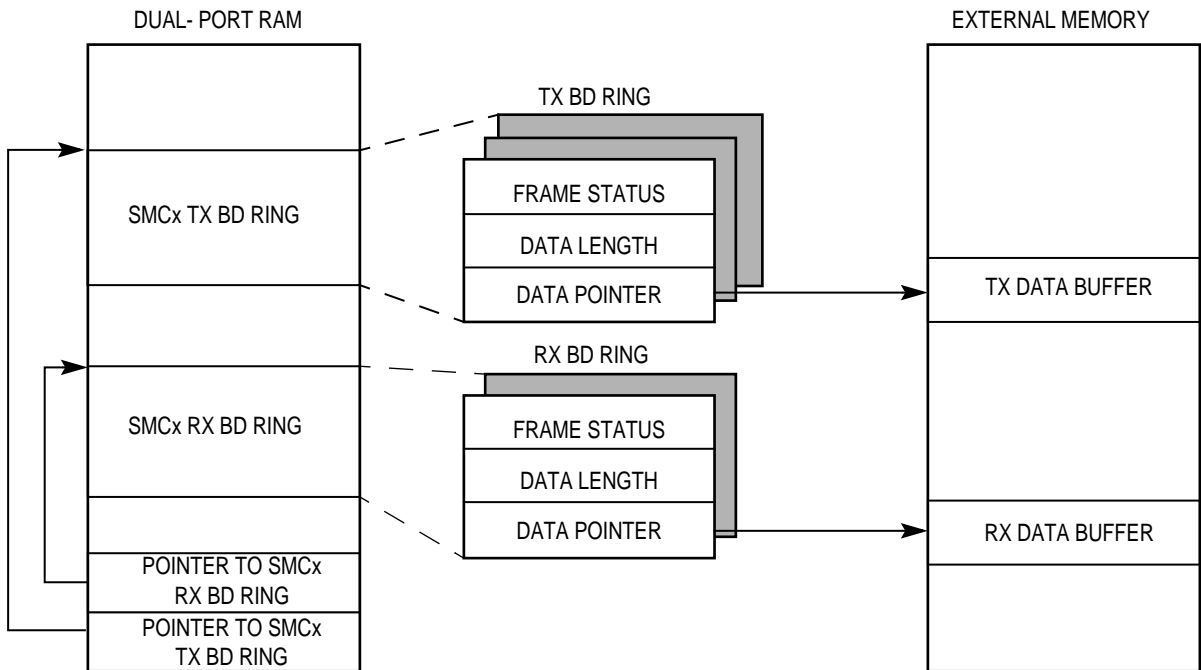 DUAL- PORT RAM
EXTERNAL MEMORY
TX BD RING
FRAME STATUS
SMCx TX BD RING
DATA LENGTH
DATA POINTER
TX DATA BUFFER
RX BD RING
SMCx RX BD RING
FRAME STATUS
DATA LENGTH
DATA POINTER
RX DATA BUFFER
POINTER TO SMCx
RX BD RING
POINTER TO SMCx
TX BD RING